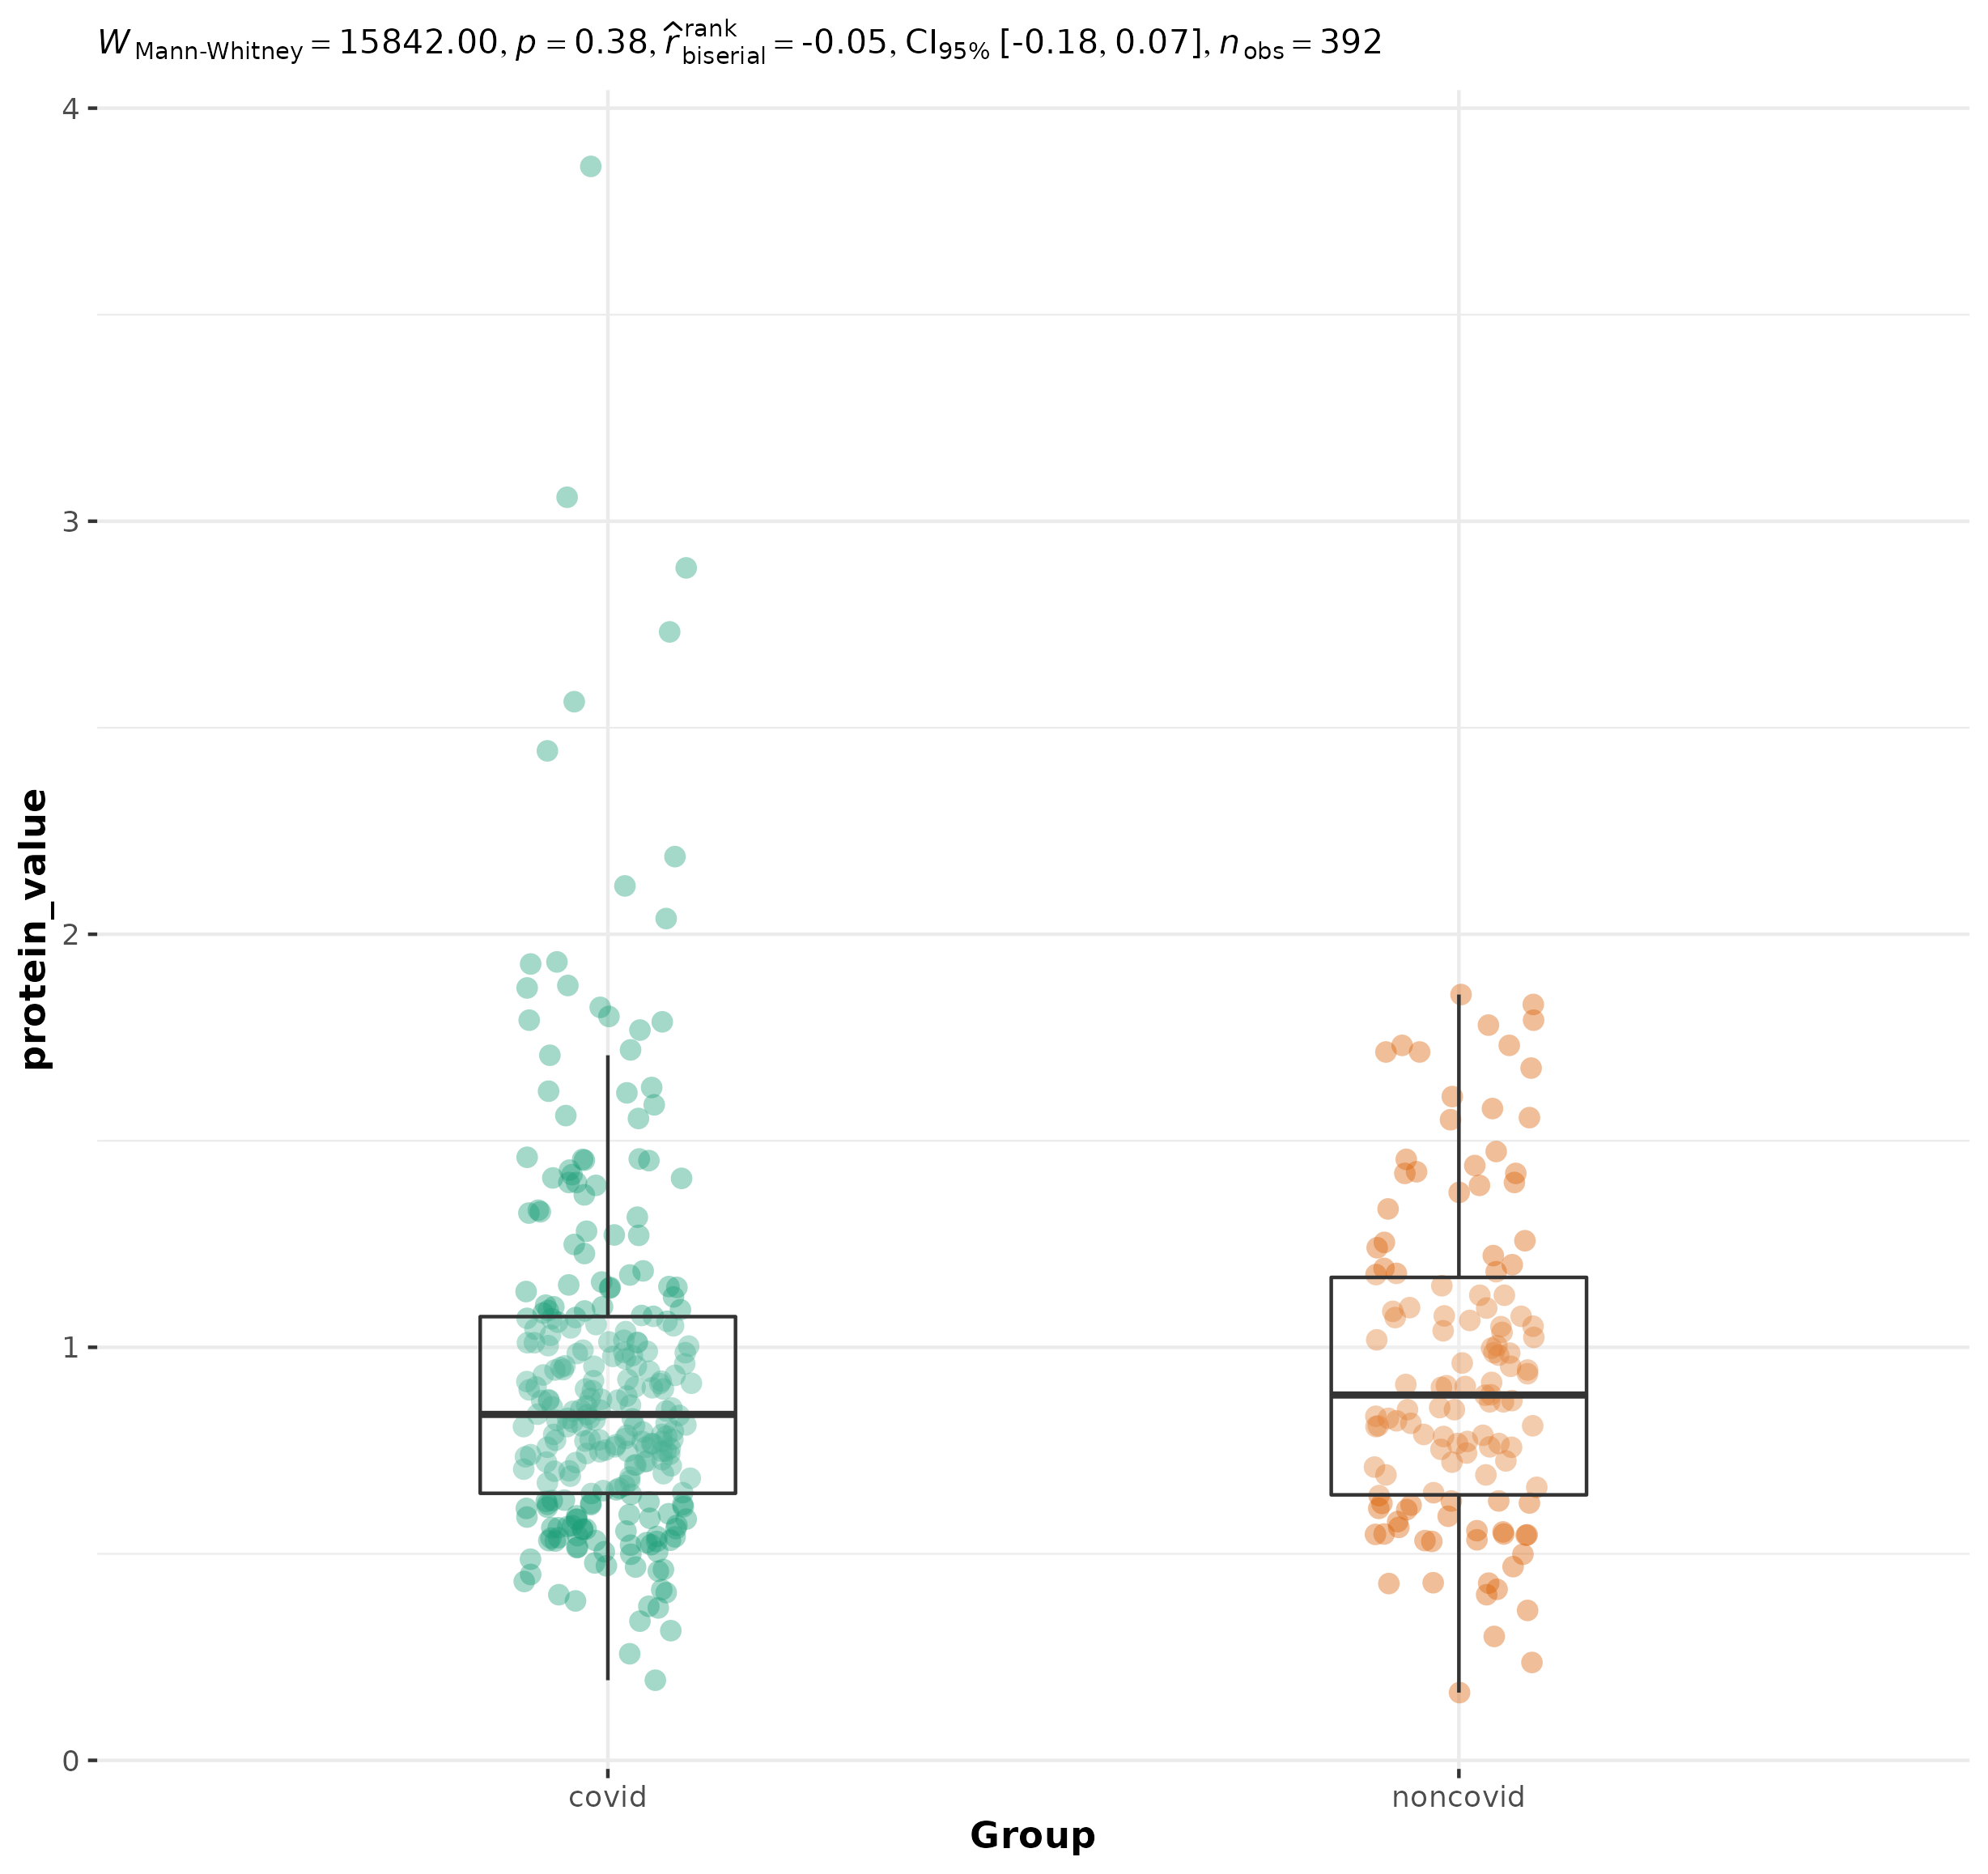 W Mann-Whitney = 15842.00, p = 0.38, r̂ rank biserial = -0.05, CI95% [-0.18, 0.07], n obs = 392
4
3
2
1
0
protein_value
covid
noncovid
Group